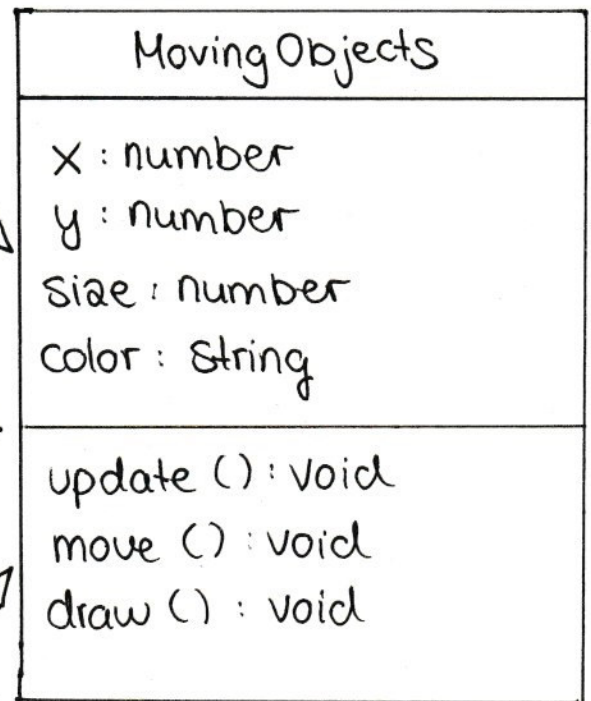 Moving Objects
x : number
y : number
size : number
color : string
update () : void
move () : void
draw () : void